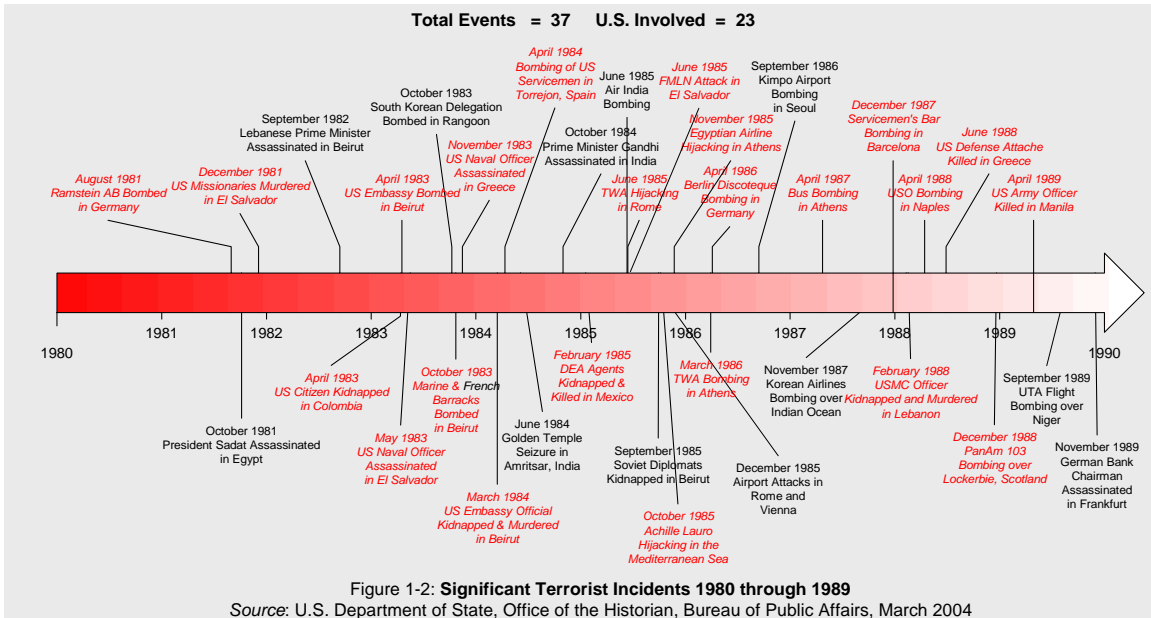 Total Events = 37 U.S. Involved = 23
April 1984
Bombing of US
Servicemen in
Torrejon, Spain
June 1985
Air India
Bombing
June 1985
FMLN Attack in
El Salvador
September 1986
Kimpo Airport
Bombing
in Seoul
October 1983
South Korean Delegation
Bombed in Rangoon
September 1982
Lebanese Prime Minister
Assassinated in Beirut
November 1983
US Naval Officer
Assassinated
in Greece
October 1984
Prime Minister Gandhi
Assassinated in India
November 1985
Egyptian Airline
Hijacking in Athens
December 1987
Servicemen's Bar
Bombing in
Barcelona
June 1988
US Defense Attache
Killed in Greece
August 1981
Ramstein AB Bombed
in Germany
December 1981
US Missionaries Murdered
in El Salvador
April 1983
US Embassy Bombed
in Beirut
June 1985
TWA Hijacking
in Rome
April 1986
Berlin Discoteque
Bombing in
Germany
April 1987
Bus Bombing
in Athens
April 1988
USO Bombing
in Naples
April 1989
US Army Officer
Killed in Manila
1980
1981
1982
1983
1984
1985
1986
1987
1988
1989
1990
October 1981
President Sadat Assassinated
in Egypt
April 1983
US Citizen Kidnapped
in Colombia
May 1983
US Naval Officer
Assassinated
in El Salvador
October 1983
Marine & French
Barracks
Bombed
in Beirut
March 1984
US Embassy Official
Kidnapped & Murdered
in Beirut
June 1984
Golden Temple
Seizure in
Amritsar, India
February 1985
DEA Agents
Kidnapped &
Killed in Mexico
September 1985
Soviet Diplomats
Kidnapped in Beirut
October 1985
Achille Lauro
Hijacking in the
Mediterranean Sea
March 1986
TWA Bombing
in Athens
December 1985
Airport Attacks in
Rome and
Vienna
November 1987
Korean Airlines
Bombing over
Indian Ocean
February 1988
USMC Officer
Kidnapped and Murdered
in Lebanon
December 1988
PanAm 103
Bombing over
Lockerbie, Scotland
September 1989
UTA Flight
Bombing over
Niger
November 1989
German Bank
Chairman
Assassinated
in Frankfurt
Figure 1-2: Significant Terrorist Incidents 1980 through 1989
Source: U.S. Department of State, Office of the Historian, Bureau of Public Affairs, March 2004